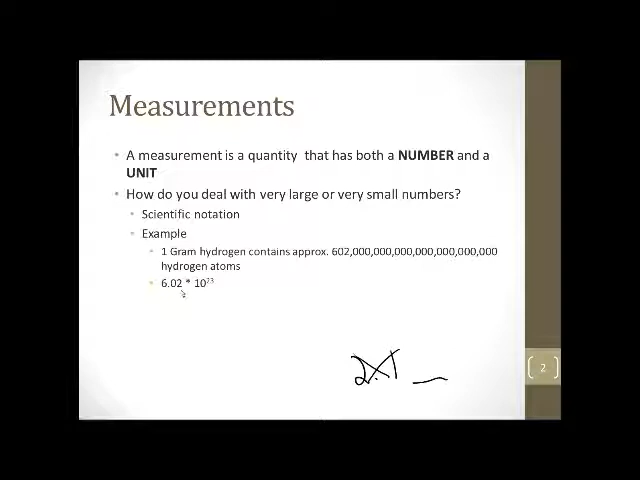 Measurements
• A measurement is a quantity that has both a NUMBER and a
UNIT
• How do you deal with very large or very small numbers?
• Scientific notation
• Example
• 1 Gram hydrogen contains approx. 602,000,000,000,000,000,000,000
hydrogen atoms
• 6.02 * 10²³
2